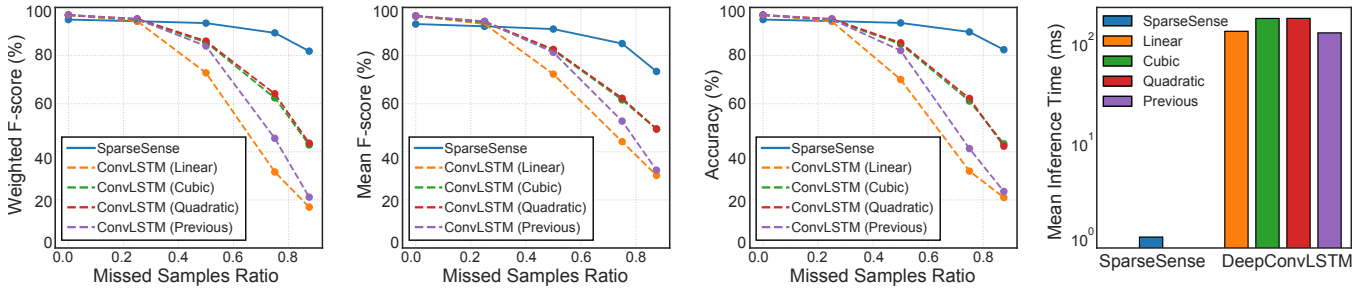 Weighted F-score (%)
100
80
60
40
20
0
0.0 0.2 0.4 0.6 0.8
Missed Samples Ratio
SparseSense
ConvLSTM (Linear)
ConvLSTM (Cubic)
ConvLSTM (Quadratic)
ConvLSTM (Previous)
Mean F-score (%)
100
80
60
40
20
0
0.0 0.2 0.4 0.6 0.8
Missed Samples Ratio
SparseSense
ConvLSTM (Linear)
ConvLSTM (Cubic)
ConvLSTM (Quadratic)
ConvLSTM (Previous)
Accuracy (%)
100
80
60
40
20
0
0.0 0.2 0.4 0.6 0.8
Missed Samples Ratio
SparseSense
ConvLSTM (Linear)
ConvLSTM (Cubic)
ConvLSTM (Quadratic)
ConvLSTM (Previous)
Mean Inference Time (ms)
10²
10¹
10⁰
SparseSense
Linear
Cubic
Quadratic
Previous
SparseSense DeepConvLSTM